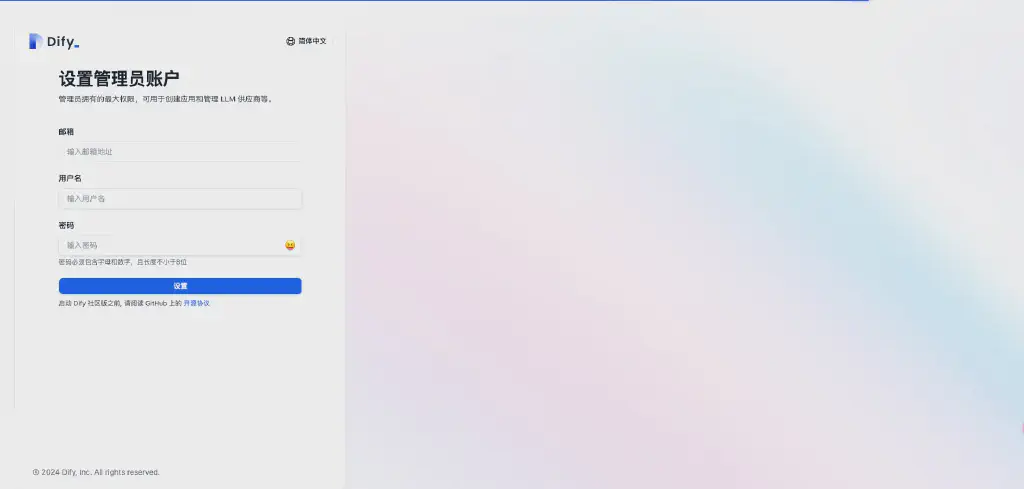 Dify_
简体中文
设置管理员账户
管理员拥有的最大权限，可用于创建应用和管理 LLM 供应商等。
邮箱
输入邮箱地址
用户名
输入用户名
密码
输入密码
密码必须包含字母和数字，且长度不小于8位
设置
启动 Dify 社区版之前, 请阅读 GitHub 上的 开源协议
© 2024 Dify, Inc. All rights reserved.